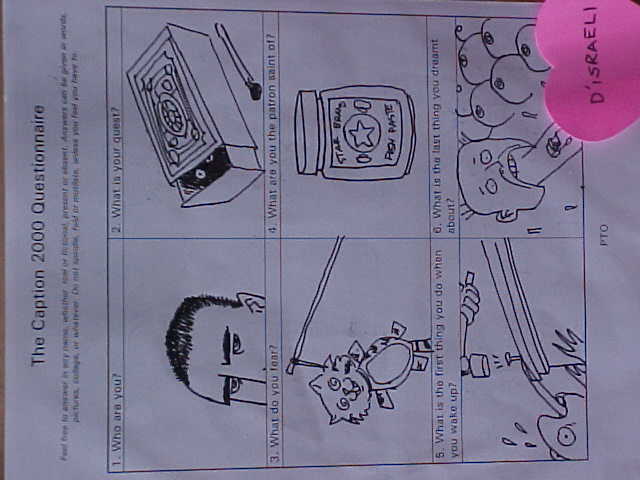 The Caption 2000 Questionnaire
Feel free to answer in any name, whether real or fictional, present or absent. Answers can be given in words,
pictures, collage, or whatever. Do not spindle, fold or mutilate, unless you feel you have to.
1. Who are you?
2. What is your quest?
3. What do you fear?
4. What are you the patron saint of?
STAR BRAND
5. What is the first thing you do when
you wake up?
6. What is the last thing you dreamt
about?
PTO
D'ISRAELI